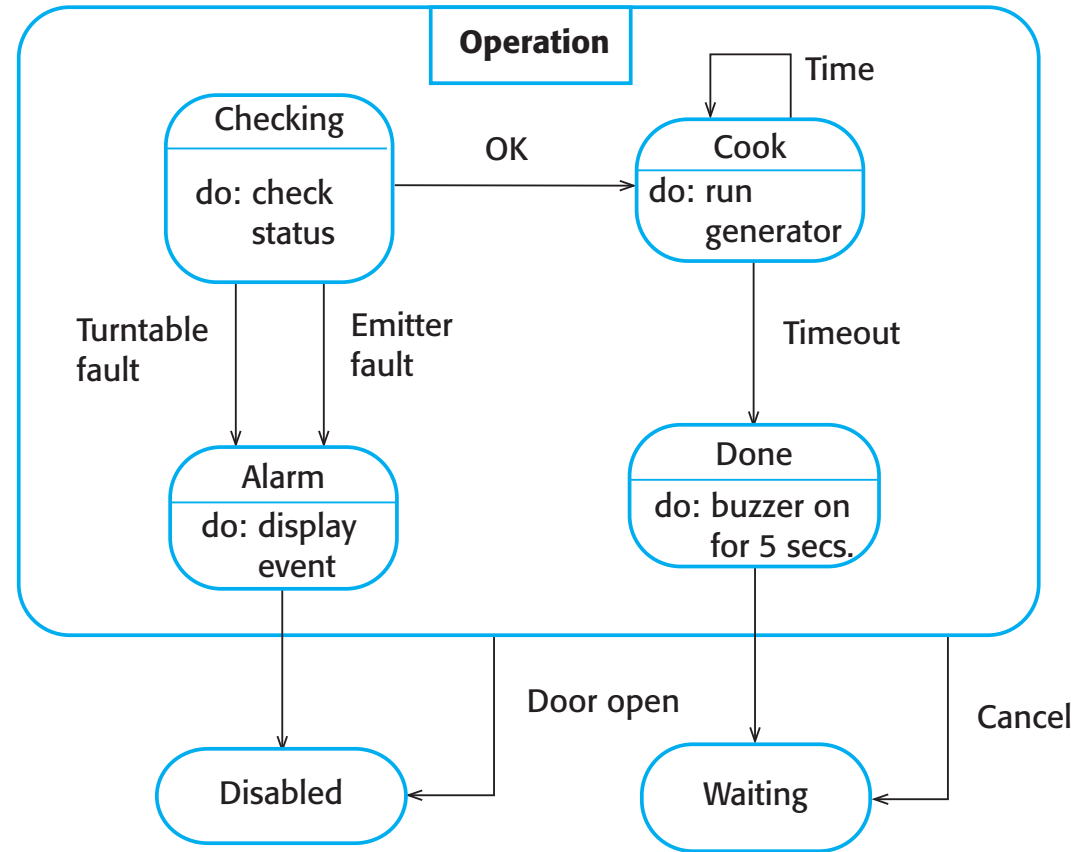 Operation
Time
Checking
OK
Cook
do: check
status
do: run
generator
Turntable
fault
Emitter
fault
Timeout
Alarm
do: display
event
Done
do: buzzer on
for 5 secs.
Door open
Cancel
Disabled
Waiting